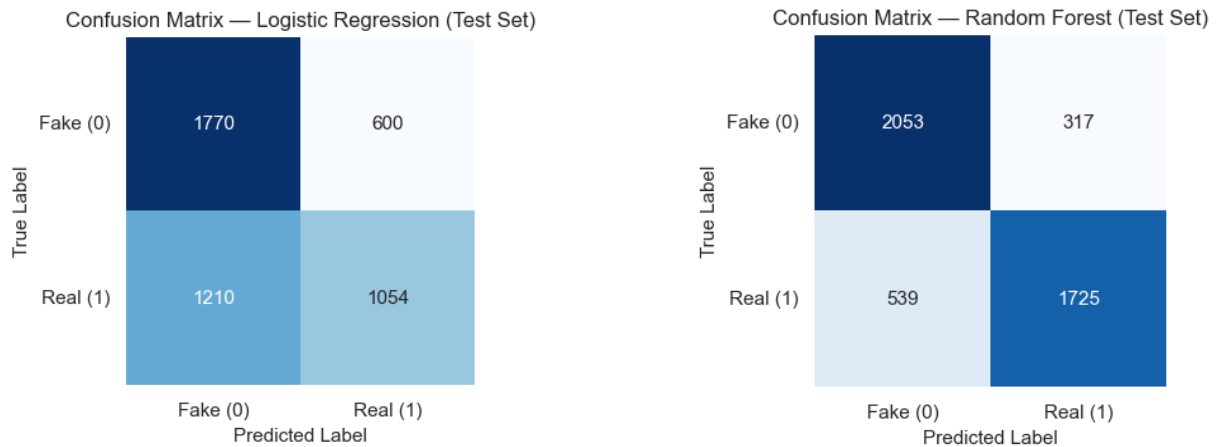 Confusion Matrix — Logistic Regression (Test Set)
True Label
Fake (0)
1770 600
Real (1)
1210 1054
Fake (0) Real (1)
Predicted Label
Confusion Matrix — Random Forest (Test Set)
True Label
Fake (0)
2053 317
Real (1)
539 1725
Fake (0) Real (1)
Predicted Label